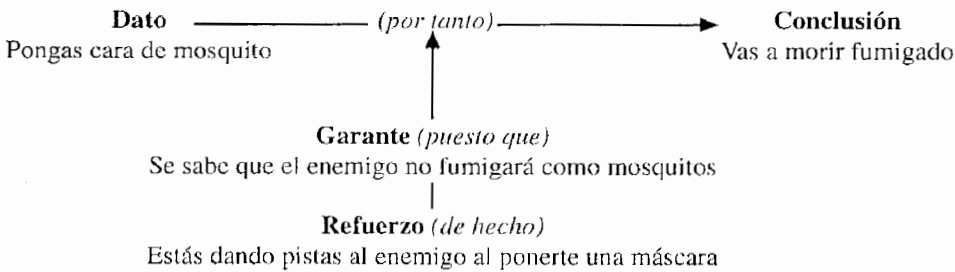 Dato (por tanto) Conclusión
Pongas cara de mosquito Vas a morir fumigado
Garante (puesto que)
Se sabe que el enemigo no fumigará como mosquitos
Refuerzo (de hecho)
Estás dando pistas al enemigo al ponerte una máscara